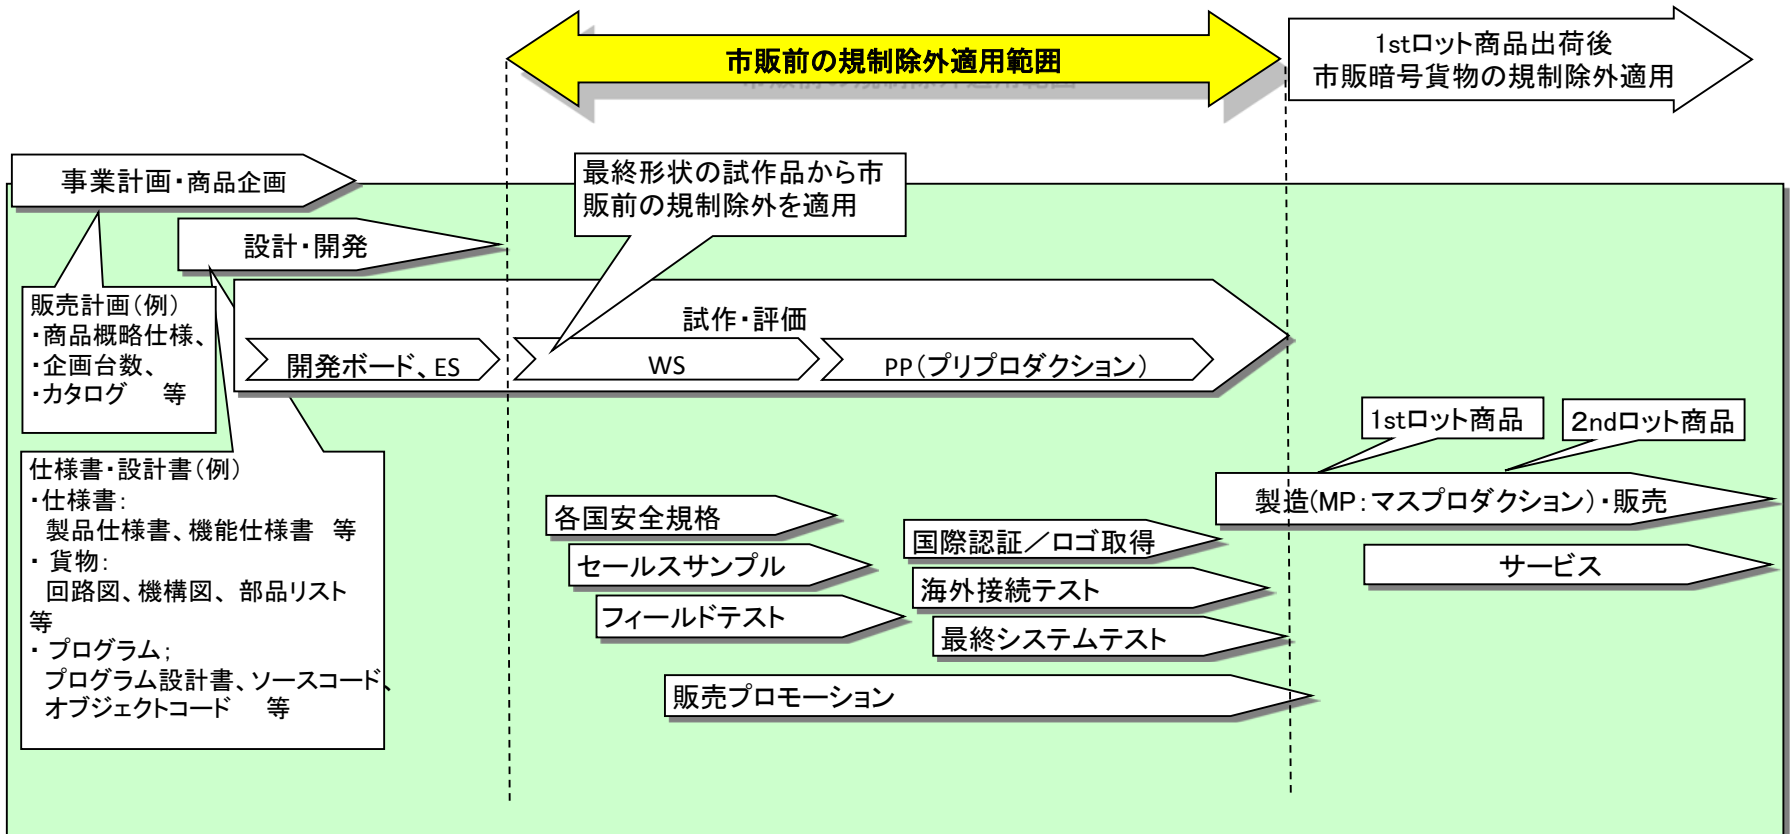 市販前の規制除外適用範囲
1stロット商品出荷後
市販暗号貨物の規制除外適用
事業計画・商品企画
最終形状の試作品から市
販前の規制除外を適用
設計・開発
販売計画(例)
・商品概略仕様、
・企画台数、
・カタログ 等
試作・評価
開発ボード、ES
WS
PP(プリプロダクション)
1stロット商品
2ndロット商品
仕様書・設計書(例)
・仕様書:
製品仕様書、機能仕様書 等
・ 貨物:
回路図、機構図、 部品リスト
等
・ プログラム;
プログラム設計書、ソースコード、
オブジェクトコード 等
製造(MP:マスプロダクション)・販売
各国安全規格
国際認証/ロゴ取得
セールスサンプル
サービス
海外接続テスト
フィールドテスト
最終システムテスト
販売プロモーション